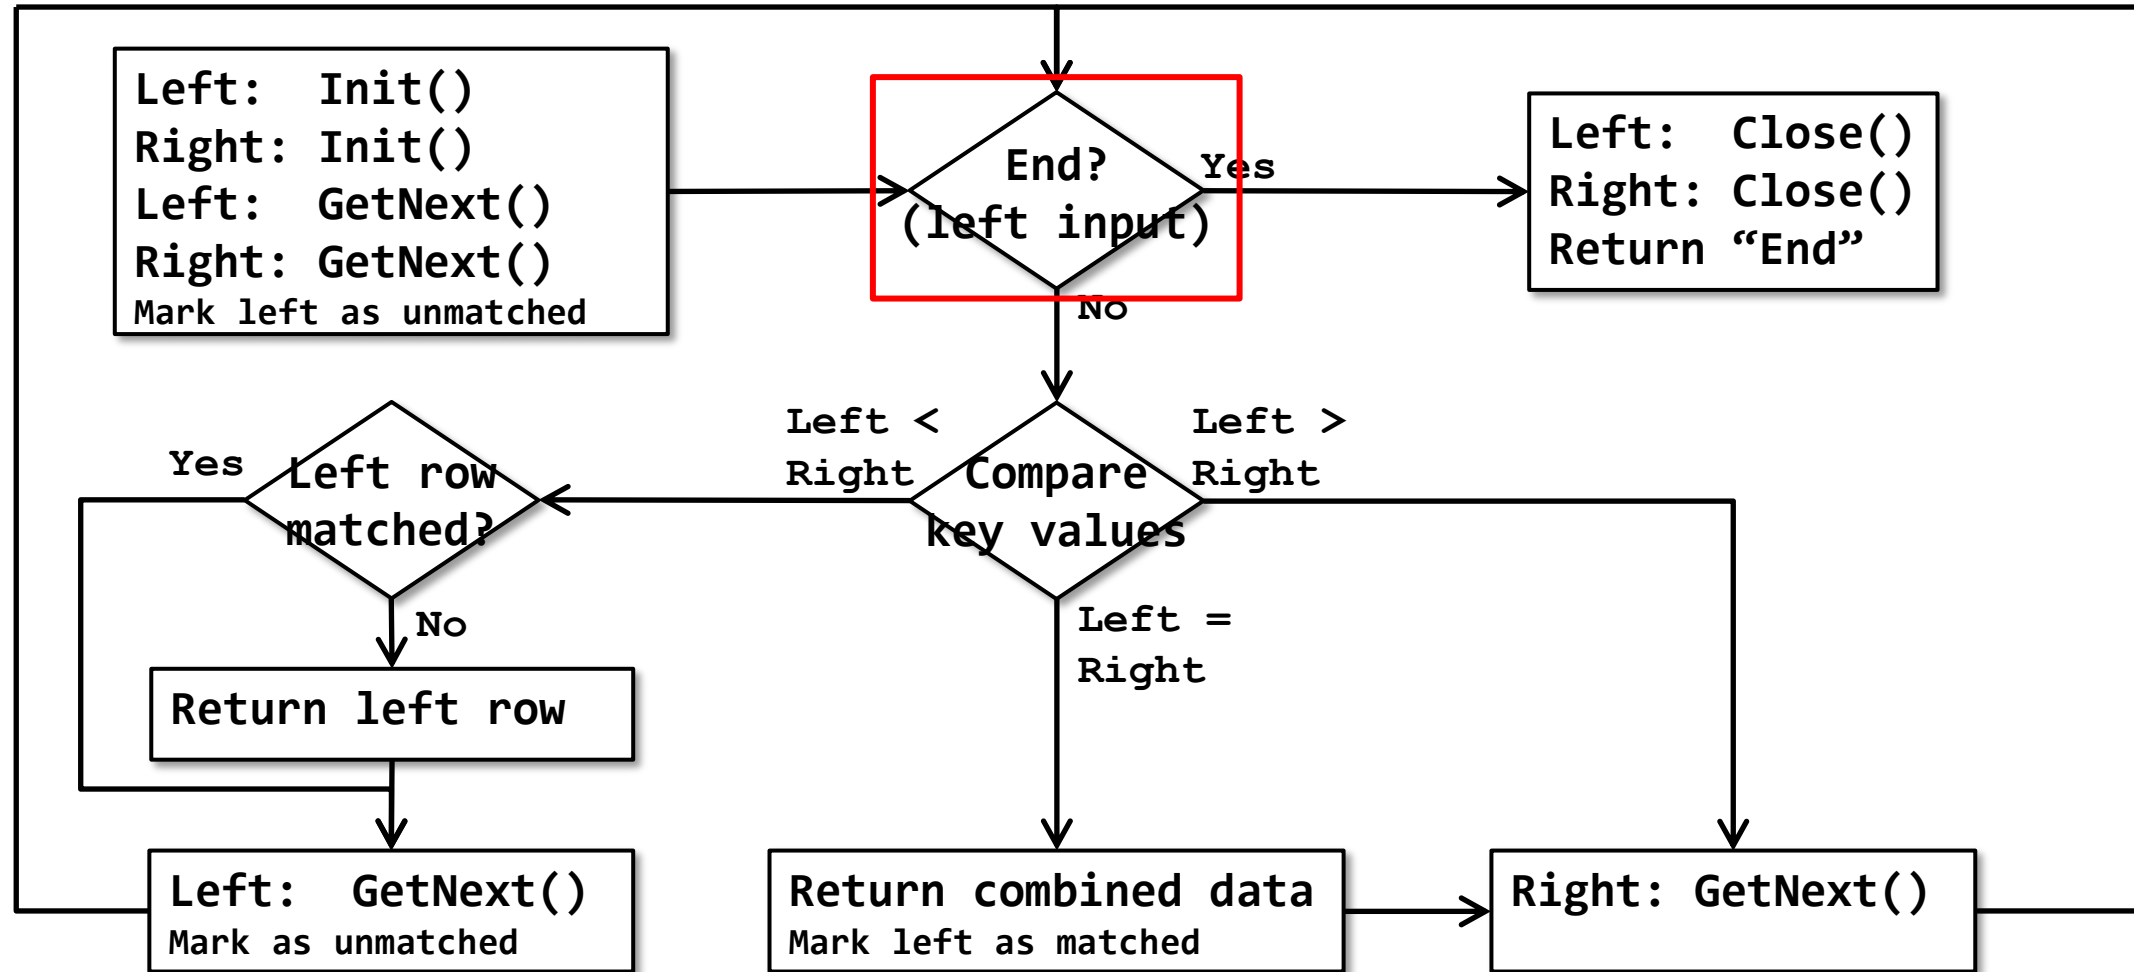 Left:  Init()
Right: Init()
Left:  GetNext()
Right: GetNext()
Mark left as unmatched
End?
(left input)
Yes
No
Left:  Close()
Right: Close()
Return “End”
Left <
Right
Compare
key values
Left >
Right
Left =
Right
Yes
Left row
matched?
No
Return left row
Left:  GetNext()
Mark as unmatched
Return combined data
Mark left as matched
Right: GetNext()